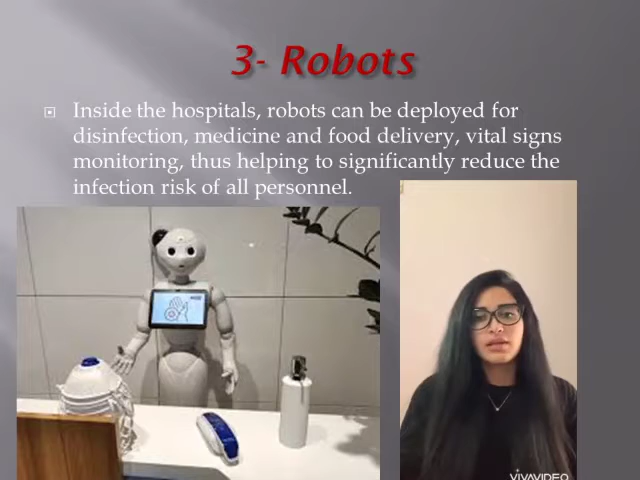 3- Robots
Inside the hospitals, robots can be deployed for
disinfection, medicine and food delivery, vital signs
monitoring, thus helping to significantly reduce the
infection risk of all personnel.
VIVAVIDEO